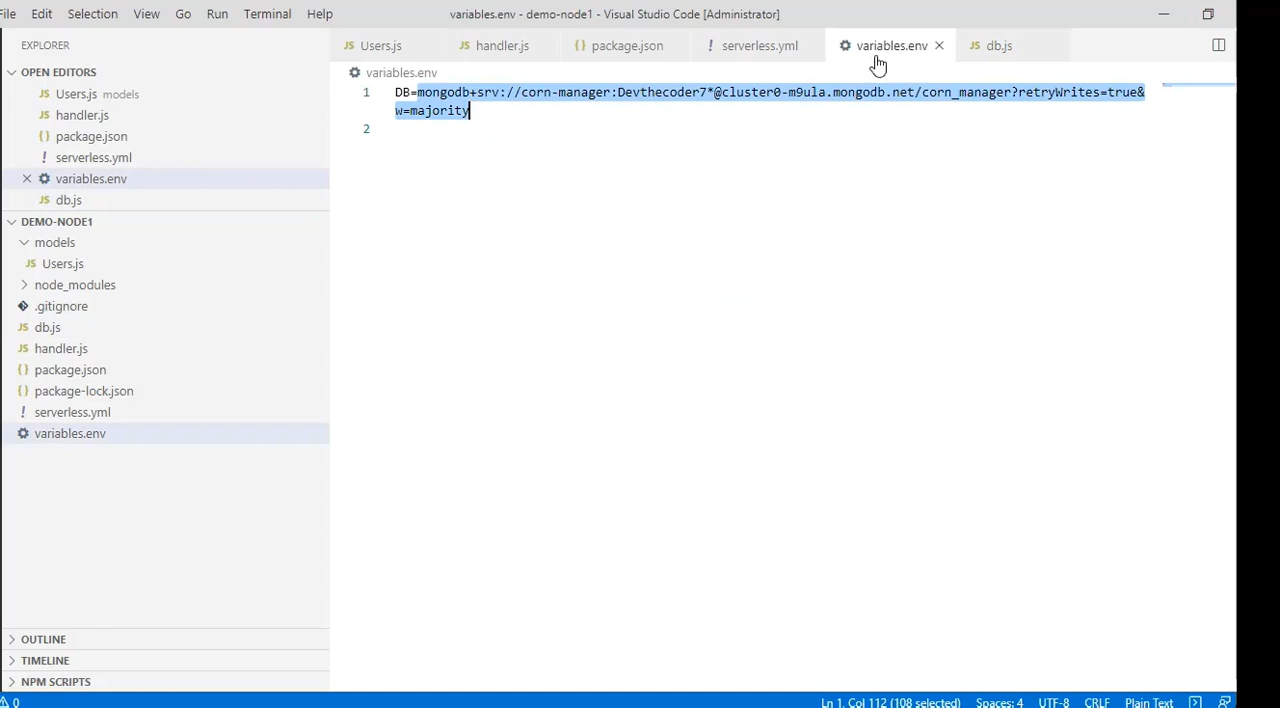 File Edit Selection View Go Run Terminal Help variables.env - demo-node1 - Visual Studio Code [Administrator]
EXPLORER
Users.js handler.js package.json serverless.yml variables.env db.js
OPEN EDITORS
Users.js models
handler.js
package.json
serverless.yml
variables.env
db.js
DEMO-NODE1
models
Users.js
node_modules
.gitignore
db.js
handler.js
package.json
package-lock.json
serverless.yml
variables.env
OUTLINE
TIMELINE
NPM SCRIPTS
variables.env
1 DB=mongodb+srv://corn-manager:Devthecoder7*@cluster0-m9ula.mongodb.net/corn_manager?retryWrites=true&
w=majority
2
0 Ln 1, Col 112 (108 selected) Spaces: 4 UTF-8 CRLF Plain Text